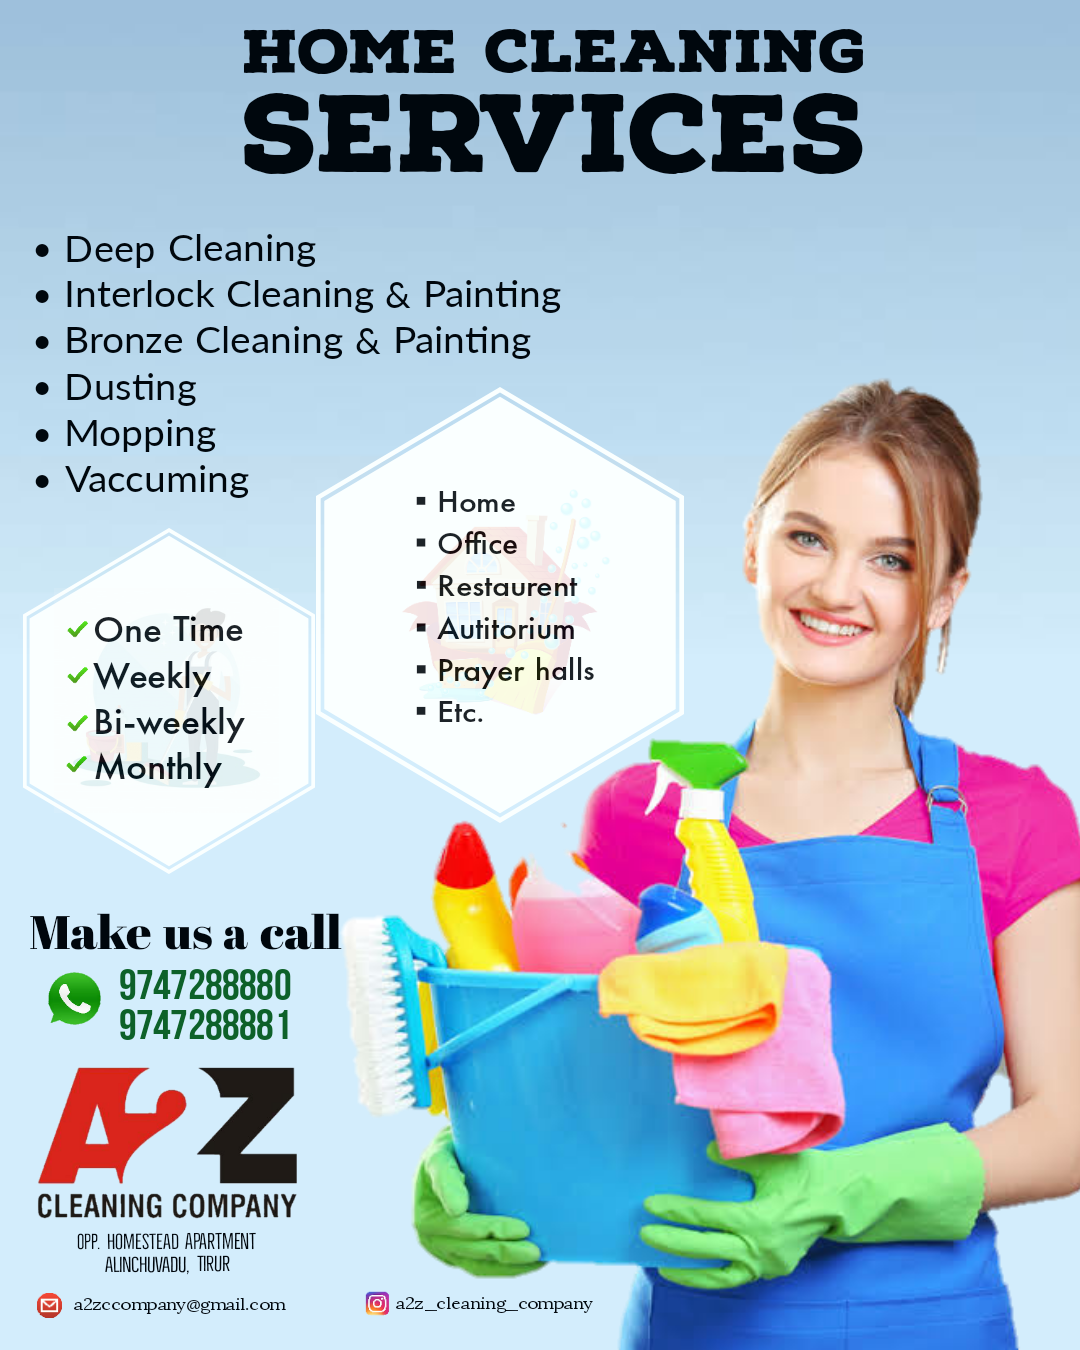 HOME CLEANING
SERVICES
• Deep Cleaning
• Interlock Cleaning & Painting
• Bronze Cleaning & Painting
• Dusting
• Mopping
• Vaccuming
▪ Home
▪ Office
▪ Restaurent
▪ Autitorium
▪ Prayer halls
▪ Etc.
✓ One Time
✓ Weekly
✓ Bi-weekly
✓ Monthly
Make us a call
9747288880
9747288881
A2Z
CLEANING COMPANY
OPP. HOMESTEAD APARTMENT
ALINCHUVADU, TIRUR
a2zccompany@gmail.com
a2z_cleaning_company